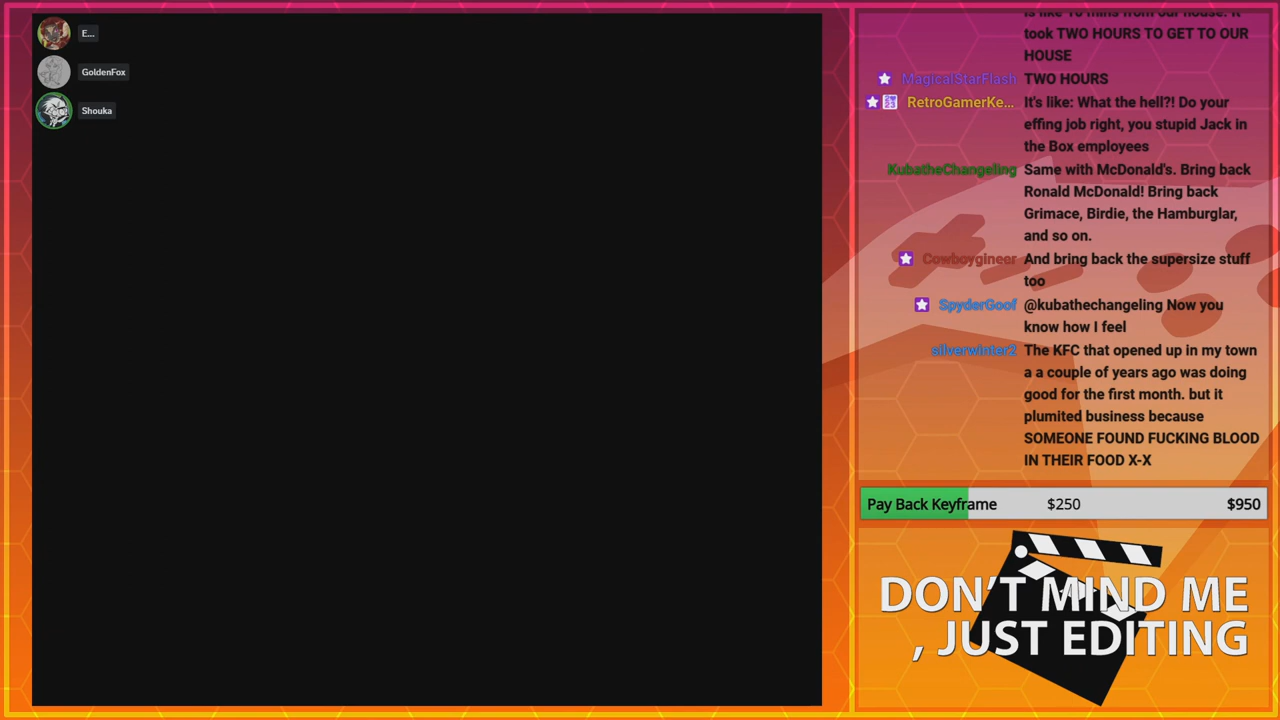 E...
GoldenFox
Shouka
took TWO HOURS TO GET TO OUR
HOUSE
MagicalStarFlash TWO HOURS
RetroGamerKe... It's like: What the hell?! Do your
effing job right, you stupid Jack in
the Box employees
KubatheChangeling Same with McDonald's. Bring back
Ronald McDonald! Bring back
Grimace, Birdie, the Hamburglar,
and so on.
Cowboygineer And bring back the supersize stuff
too
SpyderGoof @kubathechangeling Now you
know how I feel
silverwinter2 The KFC that opened up in my town
a a couple of years ago was doing
good for the first month. but it
plumited business because
SOMEONE FOUND FUCKING BLOOD
IN THEIR FOOD X-X
Pay Back Keyframe $250 $950
DON'T MIND ME
, JUST EDITING